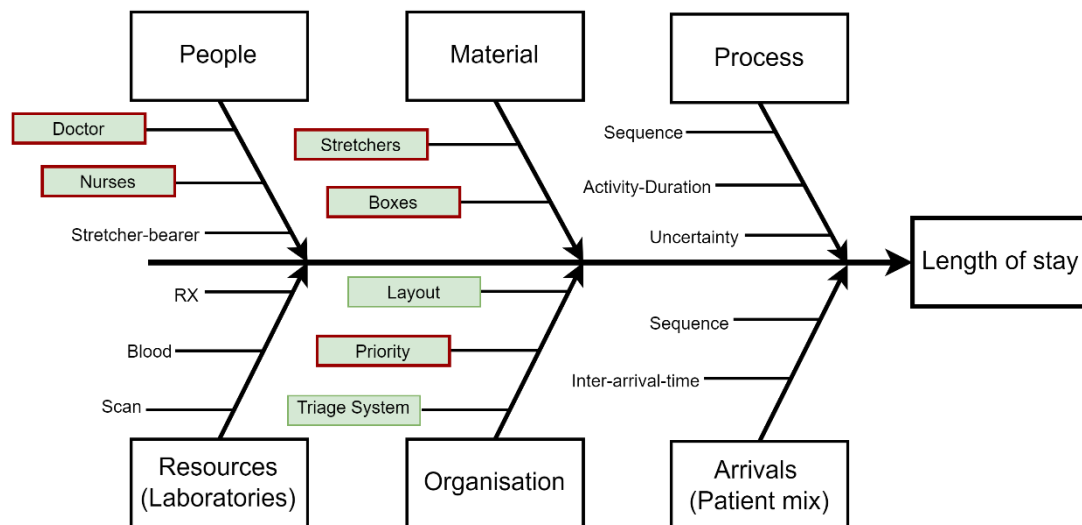 People
Material
Process
Doctor
Nurses
Stretcher-bearer
Stretchers
Boxes
Sequence
Activity-Duration
Uncertainty
Length of stay
RX
Blood
Scan
Layout
Priority
Triage System
Sequence
Inter-arrival-time
Resources
(Laboratories)
Organisation
Arrivals
(Patient mix)